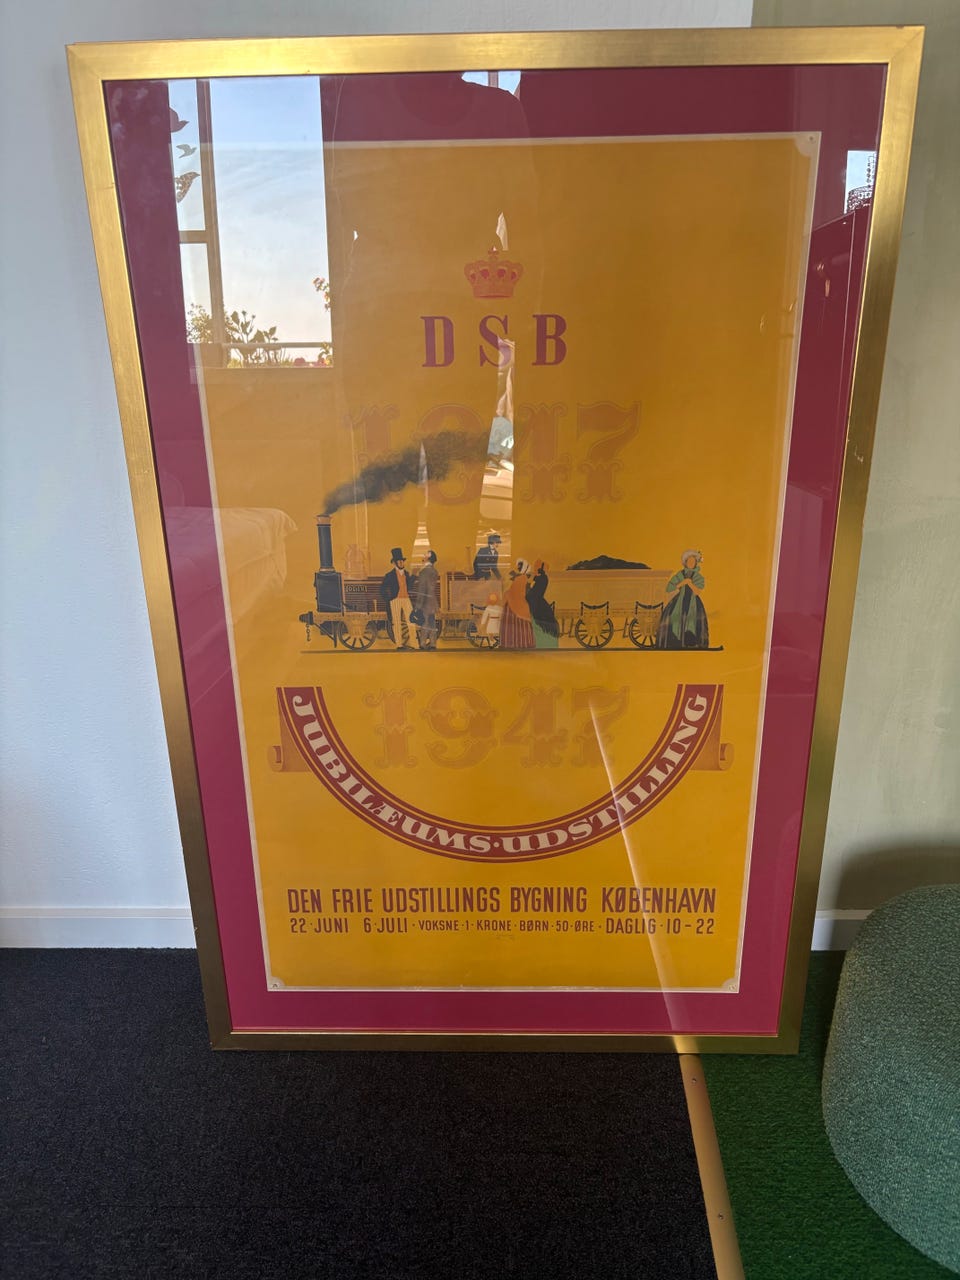 DSB
1847
ODIN
1947
JUBILÆUMS·UDSTILLING
DEN FRIE UDSTILLINGS BYGNING KØBENHAVN
22·JUNI 6·JULI·VOKSNE·1·KRONE·BØRN·50·ØRE·DAGLIG·10-22